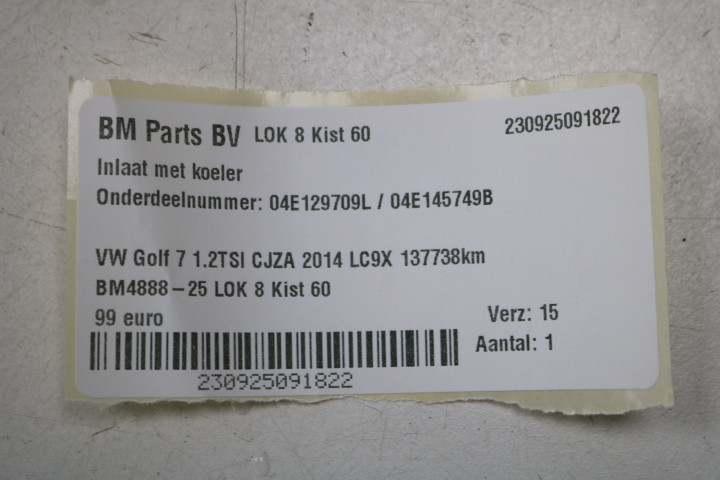 BM Parts BV LOK 8 Kist 60 230925091822
Inlaat met koeler
Onderdeelnummer: 04E129709L / 04E145749B
VW Golf 7 1.2TSI CJZA 2014 LC9X 137738km
BM4888-25 LOK 8 Kist 60
99 euro Verz: 15
Aantal: 1
230925091822